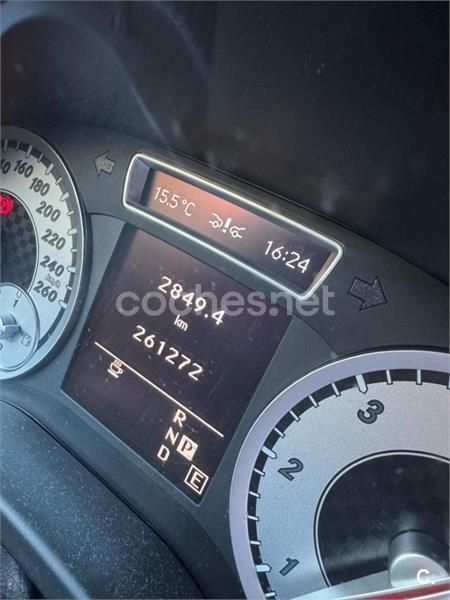 15.5°C 16:24
160
180
200
220
240
km/h
260
2849.4
km
261272
R
N P
D E
3
2
1
coches.net
C.